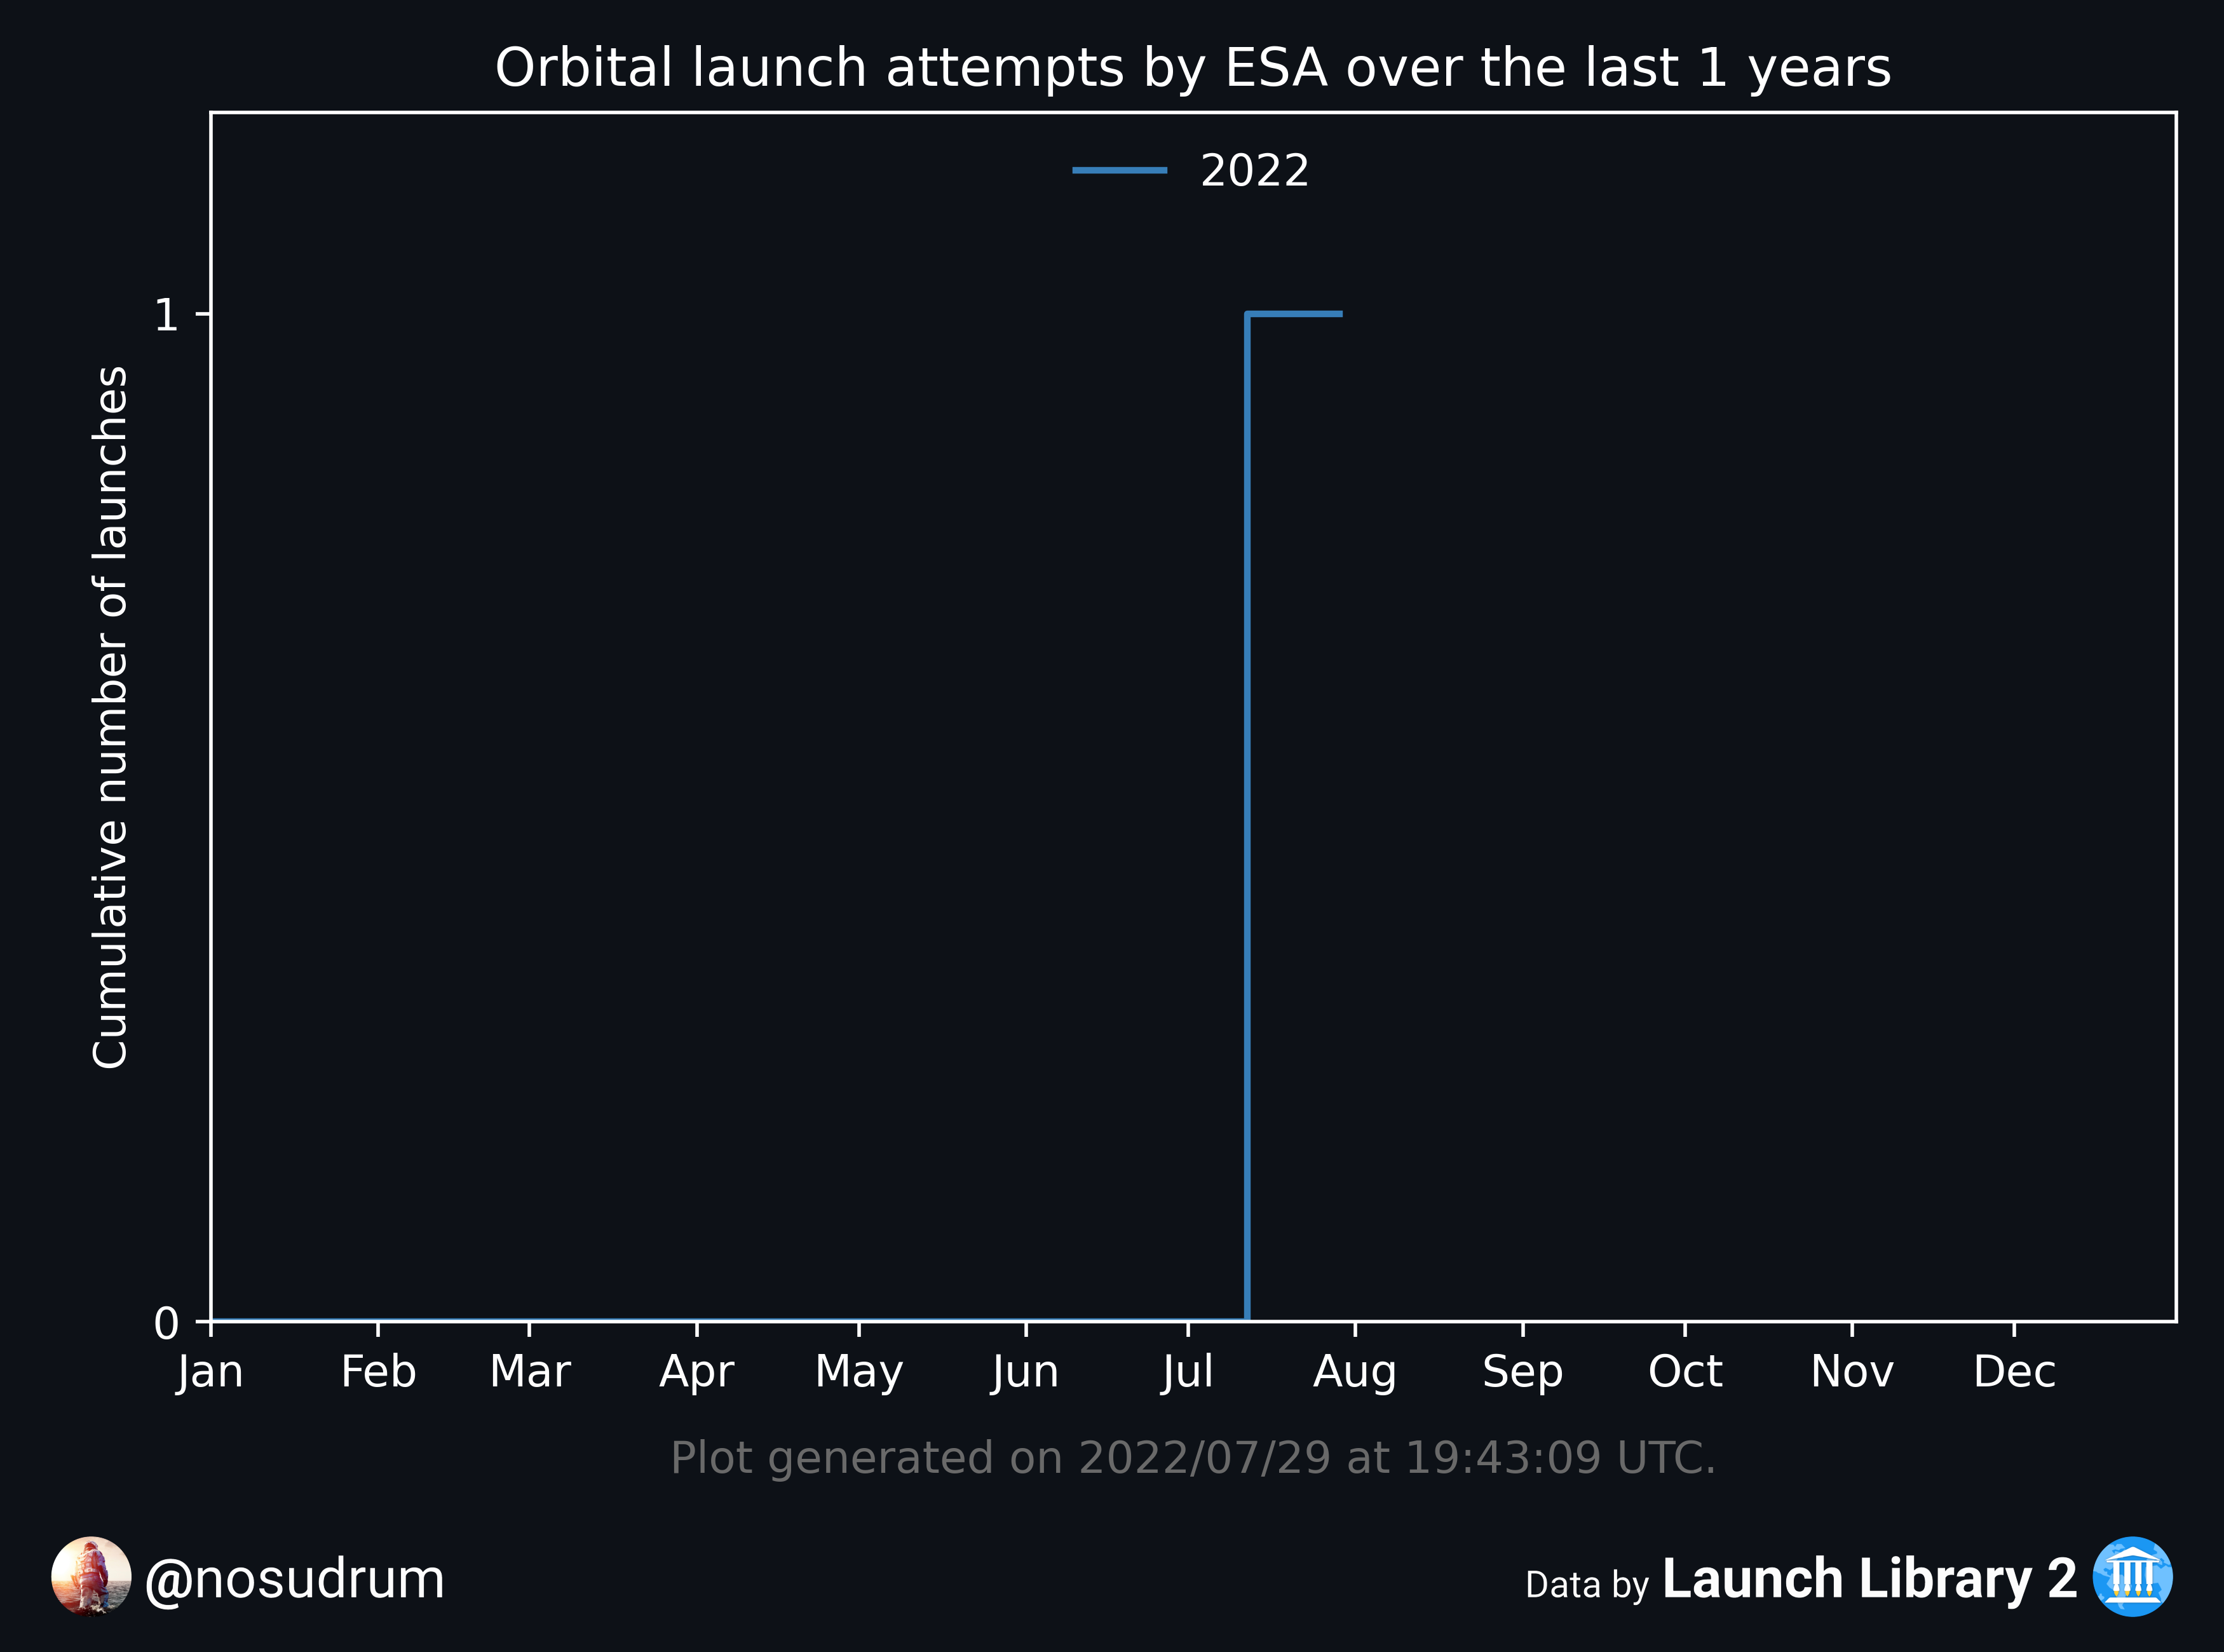 Orbital launch attempts by ESA over the last 1 years
2022
1
Cumulative number of launches
0
Jan Feb Mar Apr May Jun Jul Aug Sep Oct Nov Dec
Plot generated on 2022/07/29 at 19:43:09 UTC.
@nosudrum
Data by Launch Library 2